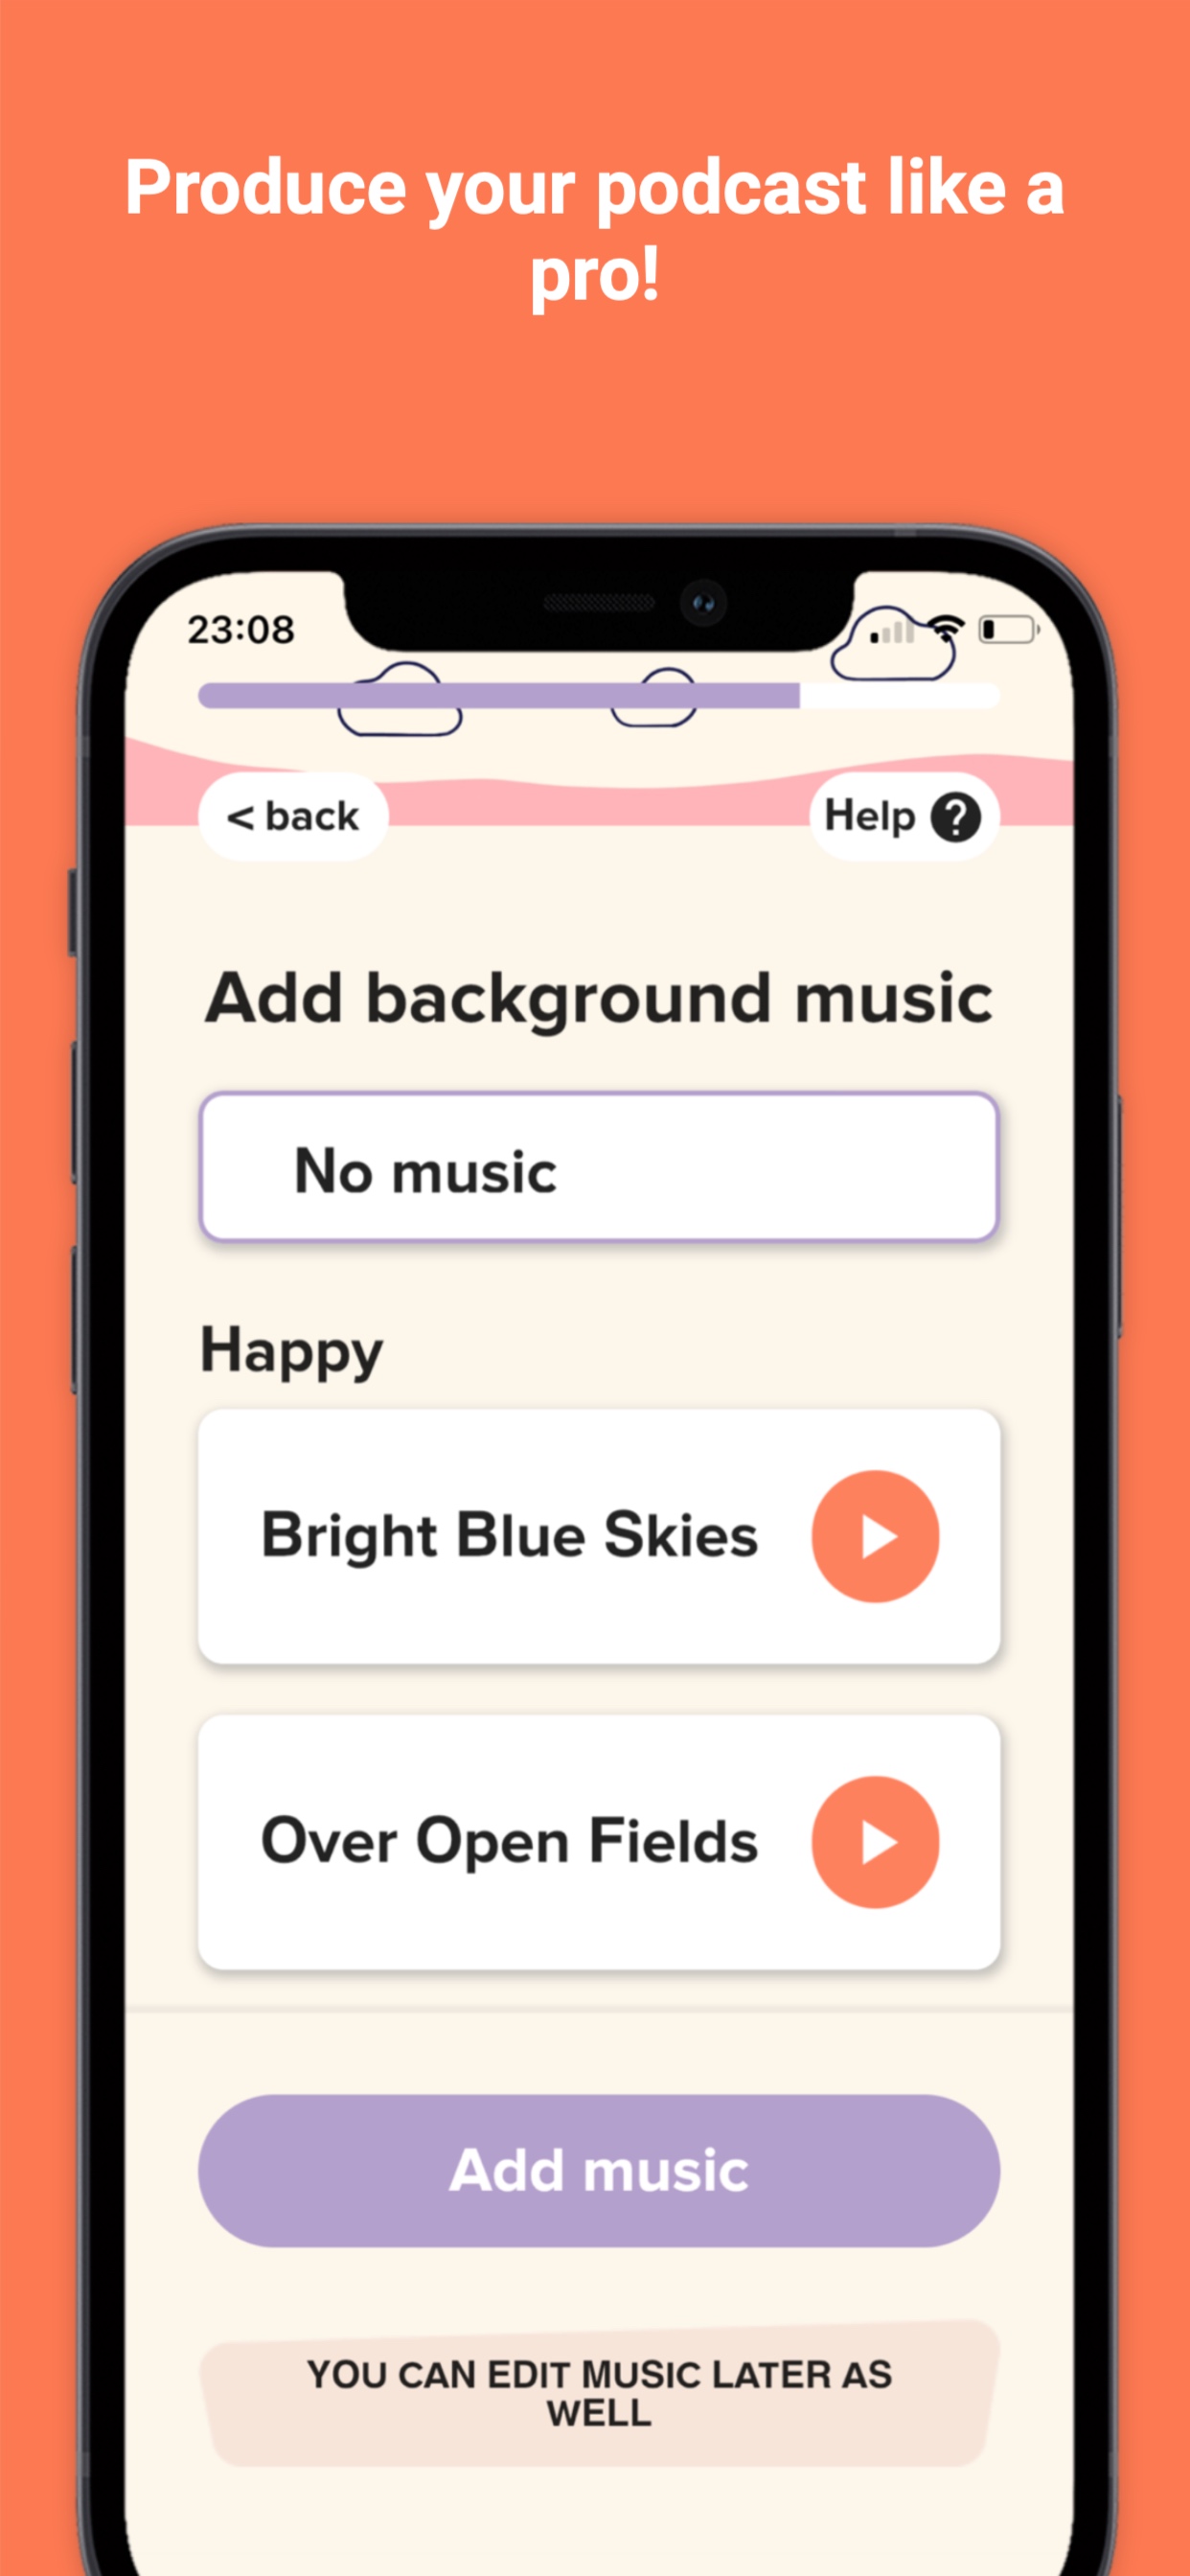 Produce your podcast like a
pro!
23:08
< back
Help ?
Add background music
No music
Happy
Bright Blue Skies
Over Open Fields
Add music
YOU CAN EDIT MUSIC LATER AS
WELL